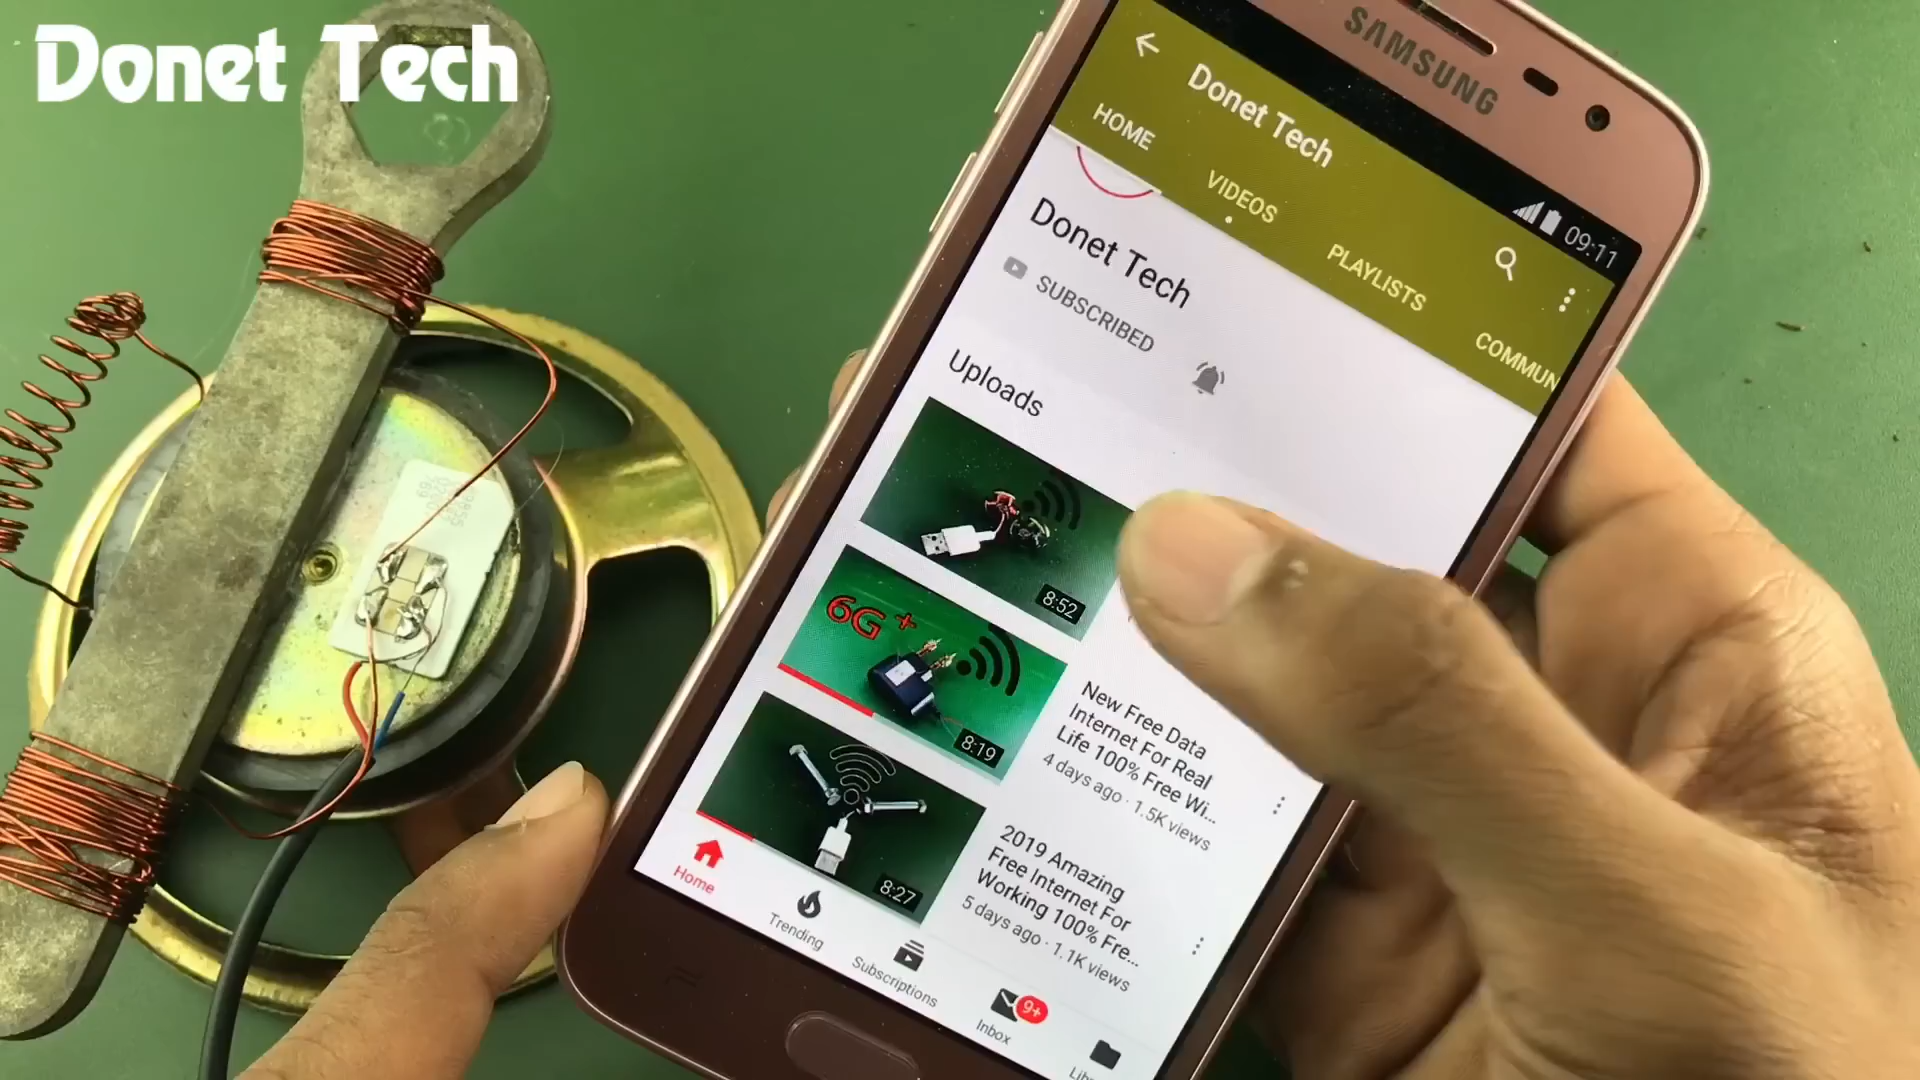 Donet Tech
SAMSUNG
09:11
Donet Tech
HOME
VIDEOS
PLAYLISTS
COMMUN
Donet Tech
SUBSCRIBED
Uploads
8:52
6G+
8:19
New Free Data
Internet For Real
Life 100% Free Wi...
4 days ago · 1.5K views
8:27
2019 Amazing
Free Internet For
Working 100% Fre...
5 days ago · 1.1K views
Home
Trending
Subscriptions
Inbox
9+